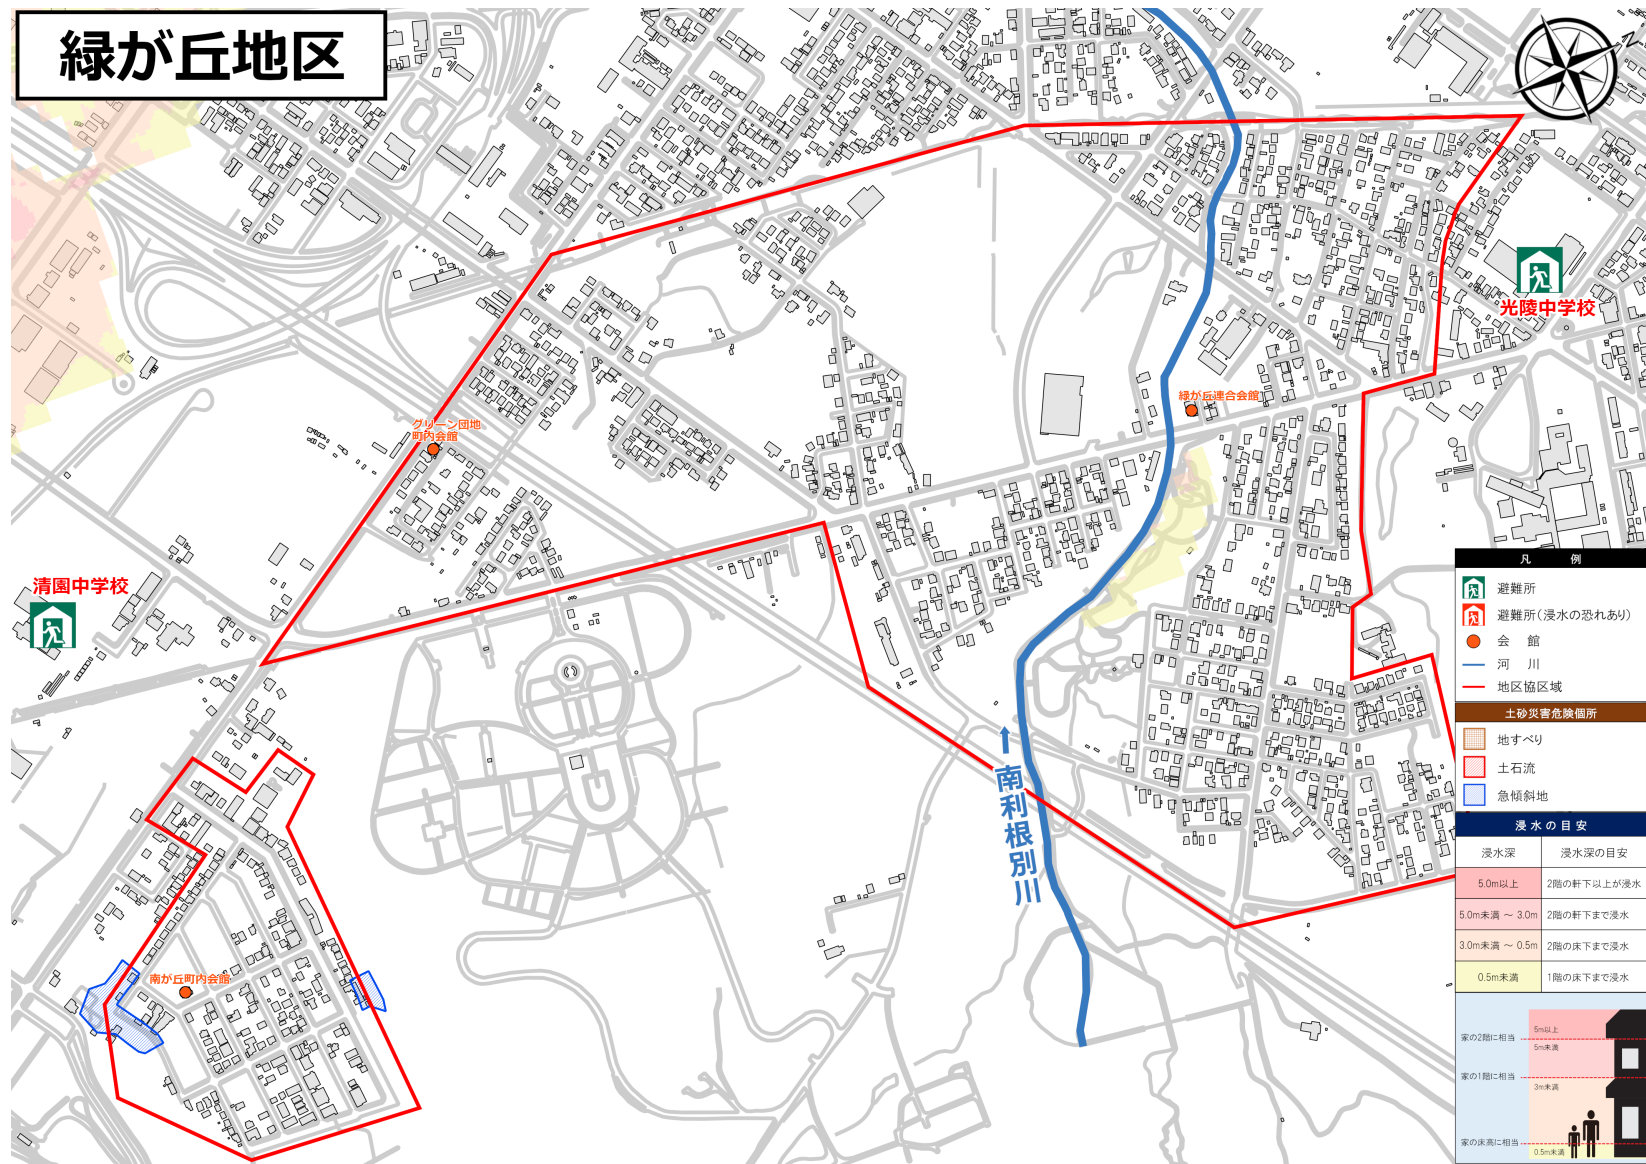 緑が丘地区
N
光陵中学校
緑が丘連合会館
グリーン団地
町内会館
清園中学校
南が丘町内会館
↑南利根別川
凡 例
避難所
避難所(浸水の恐れあり)
会 館
河 川
地区協区域
土砂災害危険個所
地すべり
土石流
急傾斜地
浸水の目安
浸水深 浸水深の目安
5.0m以上 2階の軒下以上が浸水
5.0m未満 ～ 3.0m 2階の軒下まで浸水
3.0m未満 ～ 0.5m 2階の床下まで浸水
0.5m未満 1階の床下まで浸水
5m以上
家の2階に相当
5m未満
家の1階に相当
3m未満
家の床高に相当
0.5m未満